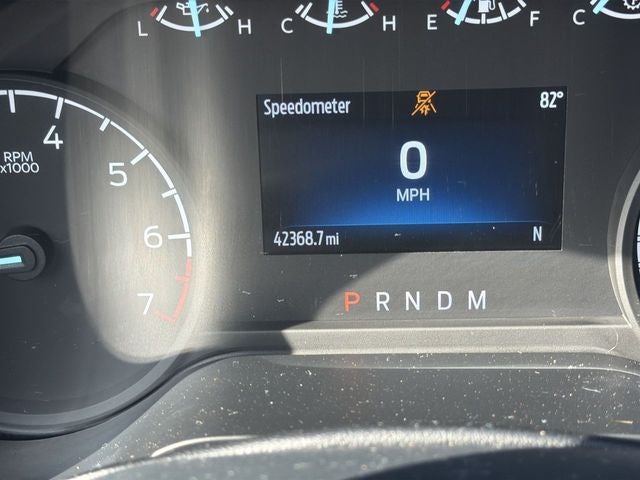 L H C H E F C
Speedometer 82°
0
MPH
42368.7 mi N
P R N D M
4
5
6
7
RPM
x1000